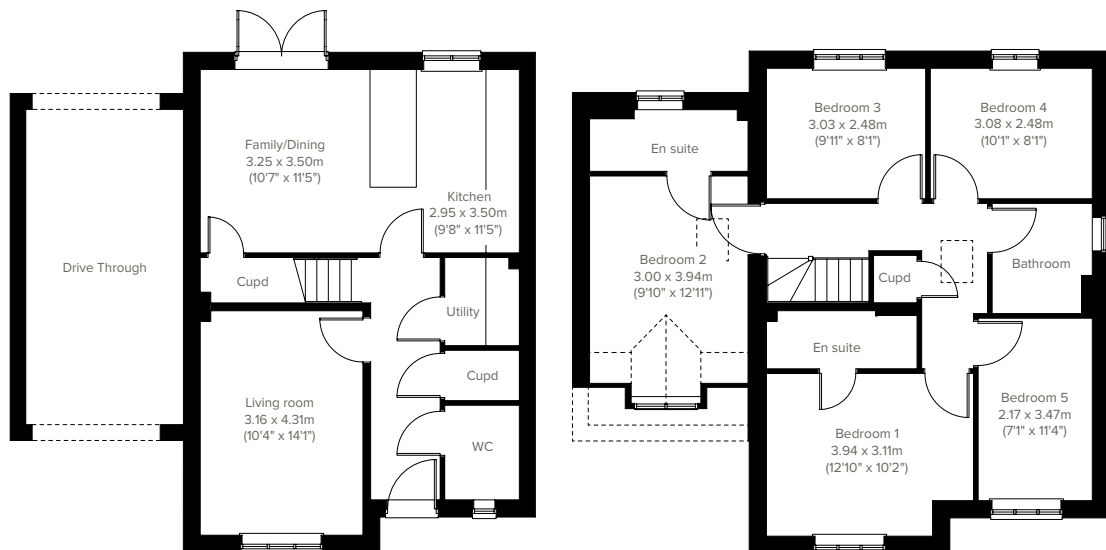 Family/Dining
3.25 x 3.50m
(10'7" x 11'5")
Kitchen
2.95 x 3.50m
(9'8" x 11'5")
Drive Through
Cupd
Utility
Cupd
Living room
3.16 x 4.31m
(10'4" x 14'1")
WC
Bedroom 3
3.03 x 2.48m
(9'11" x 8'1")
Bedroom 4
3.08 x 2.48m
(10'1" x 8'1")
En suite
Bedroom 2
3.00 x 3.94m
(9'10" x 12'11")
Cupd
Bathroom
En suite
Bedroom 1
3.94 x 3.11m
(12'10" x 10'2")
Bedroom 5
2.17 x 3.47m
(7'1" x 11'4")